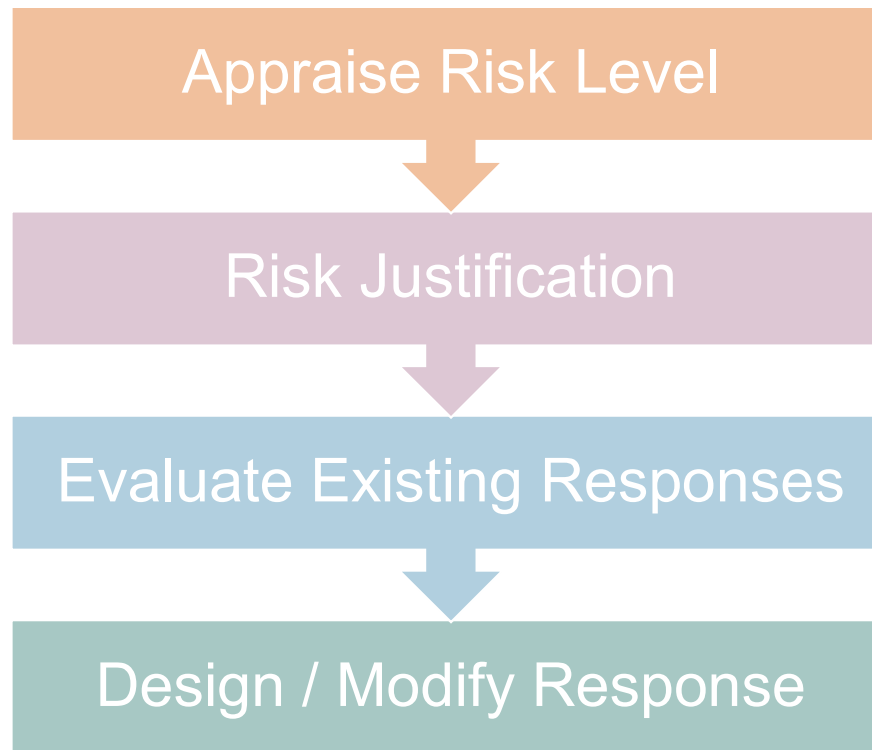 Appraise Risk Level
Risk Justification
Evaluate Existing Responses
Design / Modify Response